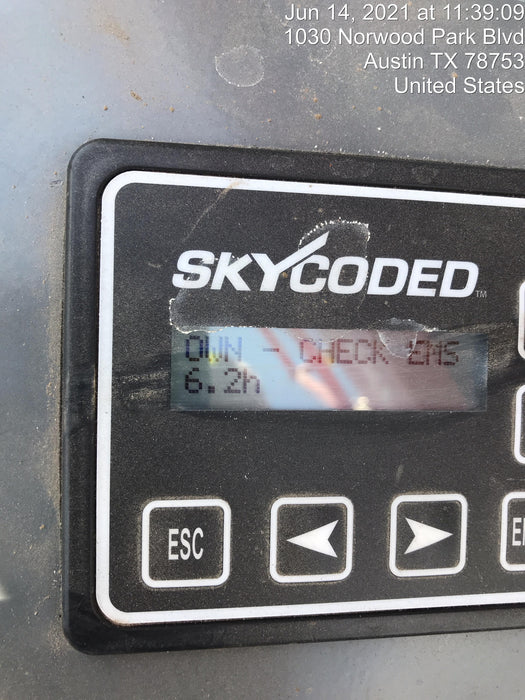 Jun 14, 2021 at 11:39:09
1030 Norwood Park Blvd
Austin TX 78753
United States
SKYCODED™
OWN - CHECK EMS
6.2h
ESC